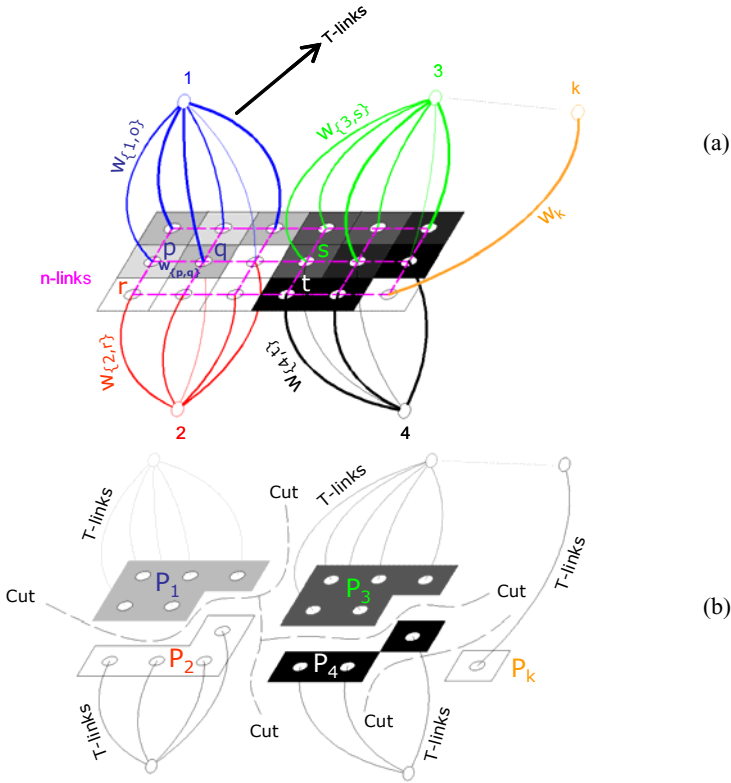 T-links
1
3
k
W{1,o}
W{3,s}
(a)
Wk
p
q
s
w{p,q}
n-links
r
t
W{2,r}
W{4,t}
2
4
T-links
Cut
T-links
T-links
P1
P3
Cut
Cut
(b)
P2
P4
Pk
T-links
Cut
Cut
T-links